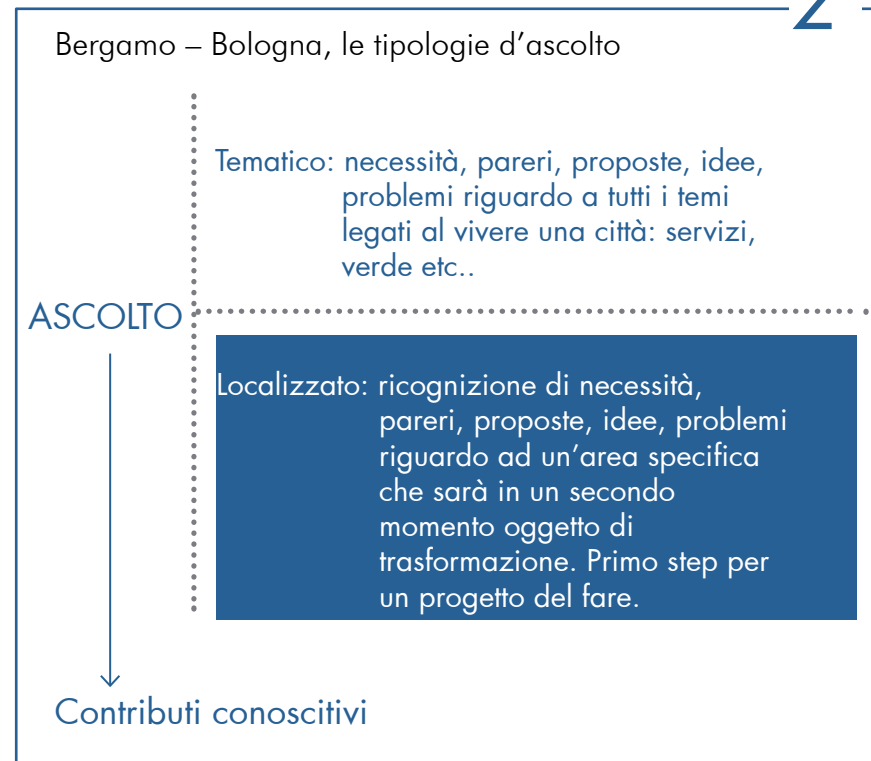 2
Bergamo – Bologna, le tipologie d'ascolto
Tematico: necessità, pareri, proposte, idee,
problemi riguardo a tutti i temi
legati al vivere una città: servizi,
verde etc..
ASCOLTO
Localizzato: ricognizione di necessità,
pareri, proposte, idee, problemi
riguardo ad un’area specifica
che sarà in un secondo
momento oggetto di
trasformazione. Primo step per
un progetto del fare.
Contributi conoscitivi